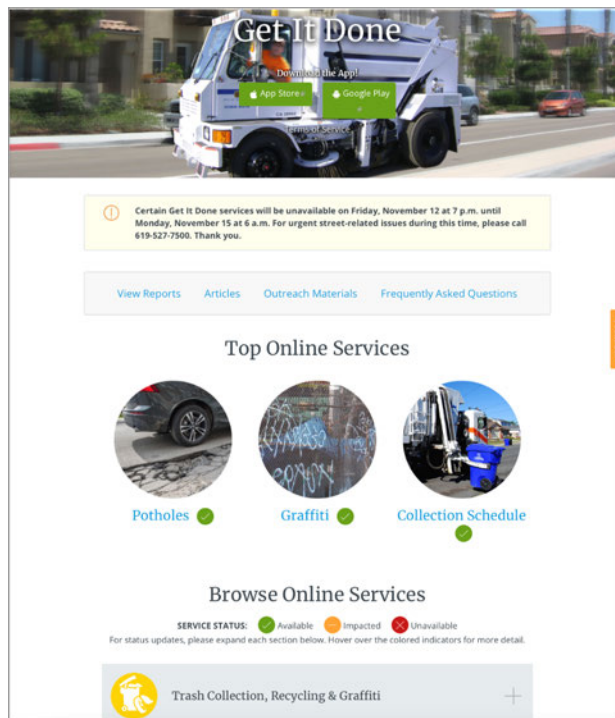 Get It Done
Download the App!
App Store
Google Play
Terms of Service
Certain Get It Done services will be unavailable on Friday, November 12 at 7 p.m. until
Monday, November 15 at 6 a.m. For urgent street-related issues during this time, please call
619-527-7500. Thank you.
View Reports Articles Outreach Materials Frequently Asked Questions
Top Online Services
Potholes
Graffiti
Collection Schedule
Browse Online Services
SERVICE STATUS: Available Impacted Unavailable
For status updates, please expand each section below. Hover over the colored indicators for more detail.
Trash Collection, Recycling & Graffiti